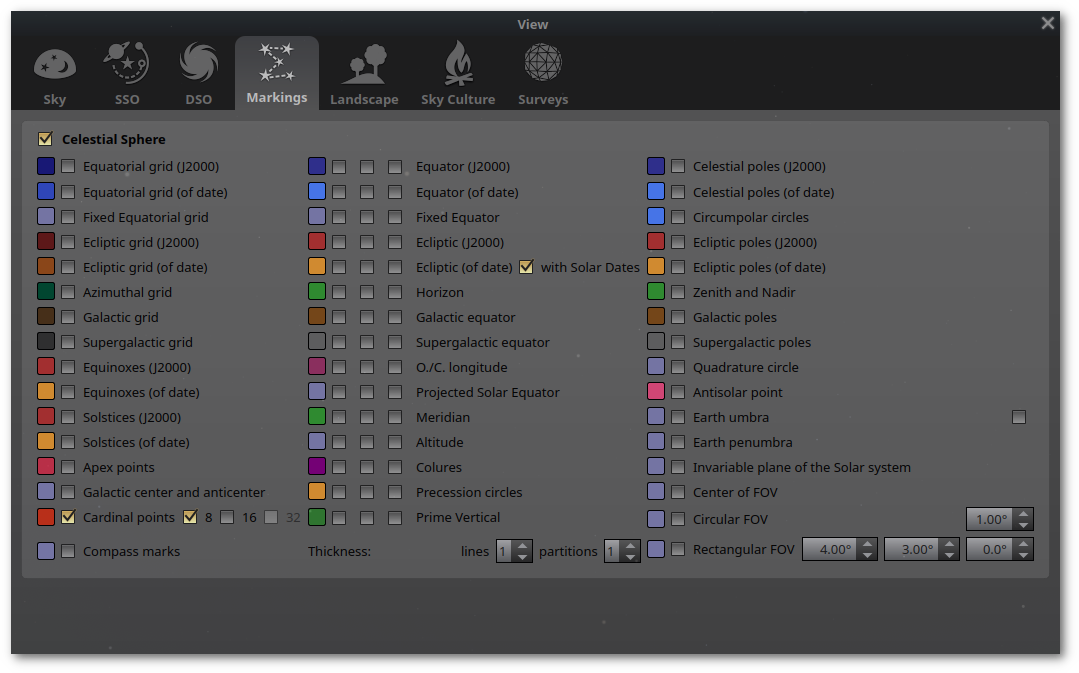 View
Sky SSO DSO Markings Landscape Sky Culture Surveys
Celestial Sphere
Equatorial grid (J2000) Equator (J2000) Celestial poles (J2000)
Equatorial grid (of date) Equator (of date) Celestial poles (of date)
Fixed Equatorial grid Fixed Equator Circumpolar circles
Ecliptic grid (J2000) Ecliptic (J2000) Ecliptic poles (J2000)
Ecliptic grid (of date) Ecliptic (of date) with Solar Dates Ecliptic poles (of date)
Azimuthal grid Horizon Zenith and Nadir
Galactic grid Galactic equator Galactic poles
Supergalactic grid Supergalactic equator Supergalactic poles
Equinoxes (J2000) O./C. longitude Quadrature circle
Equinoxes (of date) Projected Solar Equator Antisolar point
Solstices (J2000) Meridian Earth umbra
Solstices (of date) Altitude Earth penumbra
Apex points Colures Invariable plane of the Solar system
Galactic center and anticenter Precession circles Center of FOV
Cardinal points 8 16 32 Prime Vertical Circular FOV 1.00°
Compass marks Thickness: lines 1 partitions 1 Rectangular FOV 4.00° 3.00° 0.0°